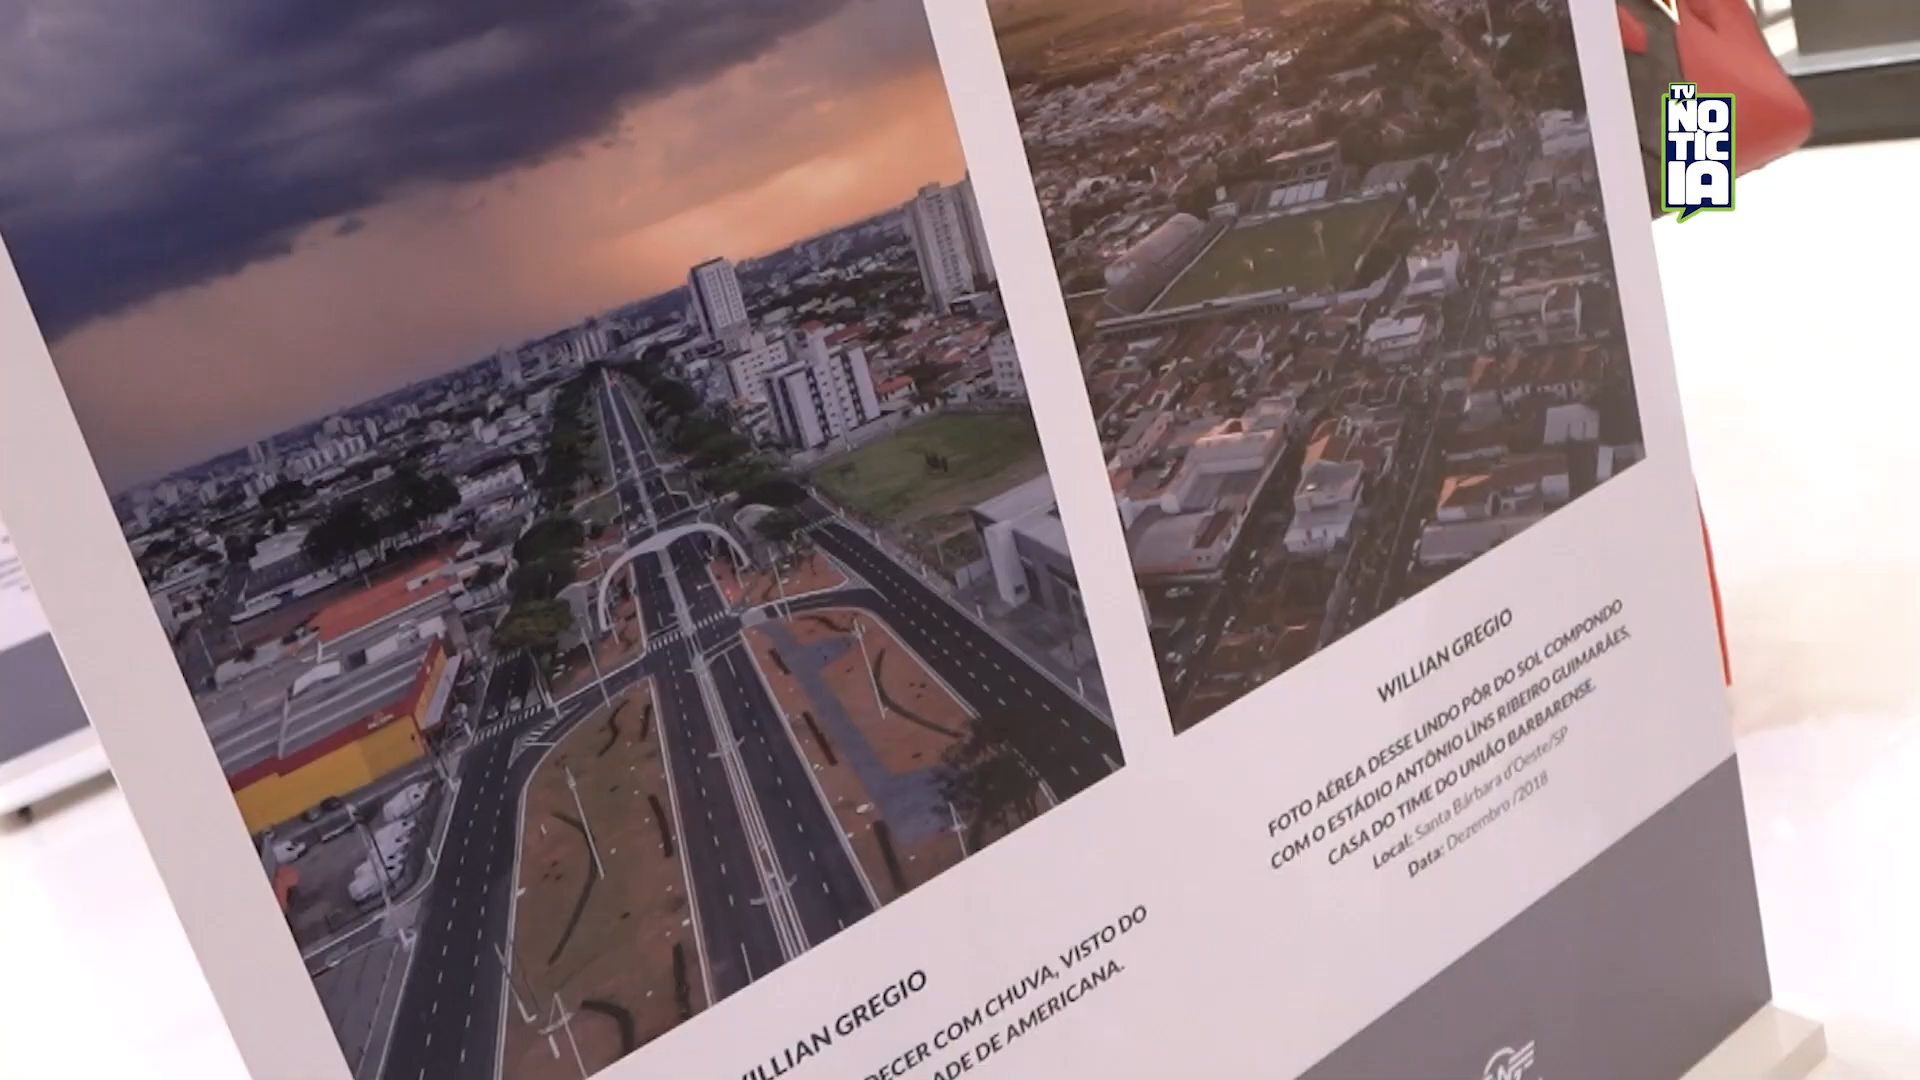 TV
NO
TÍC
IA
WILLIAN GREGIO
FOTO AÉREA DESSE LINDO PÔR DO SOL COMPONDO
COM O ESTÁDIO ANTÔNIO LINS RIBEIRO GUIMARÃES,
CASA DO TIME DO UNIÃO BARBARENSE.
Local: Santa Bárbara d'Oeste/SP
Data: Dezembro /2018
ILLIAN GREGIO
DECER COM CHUVA, VISTO DO
ADE DE AMERICANA.